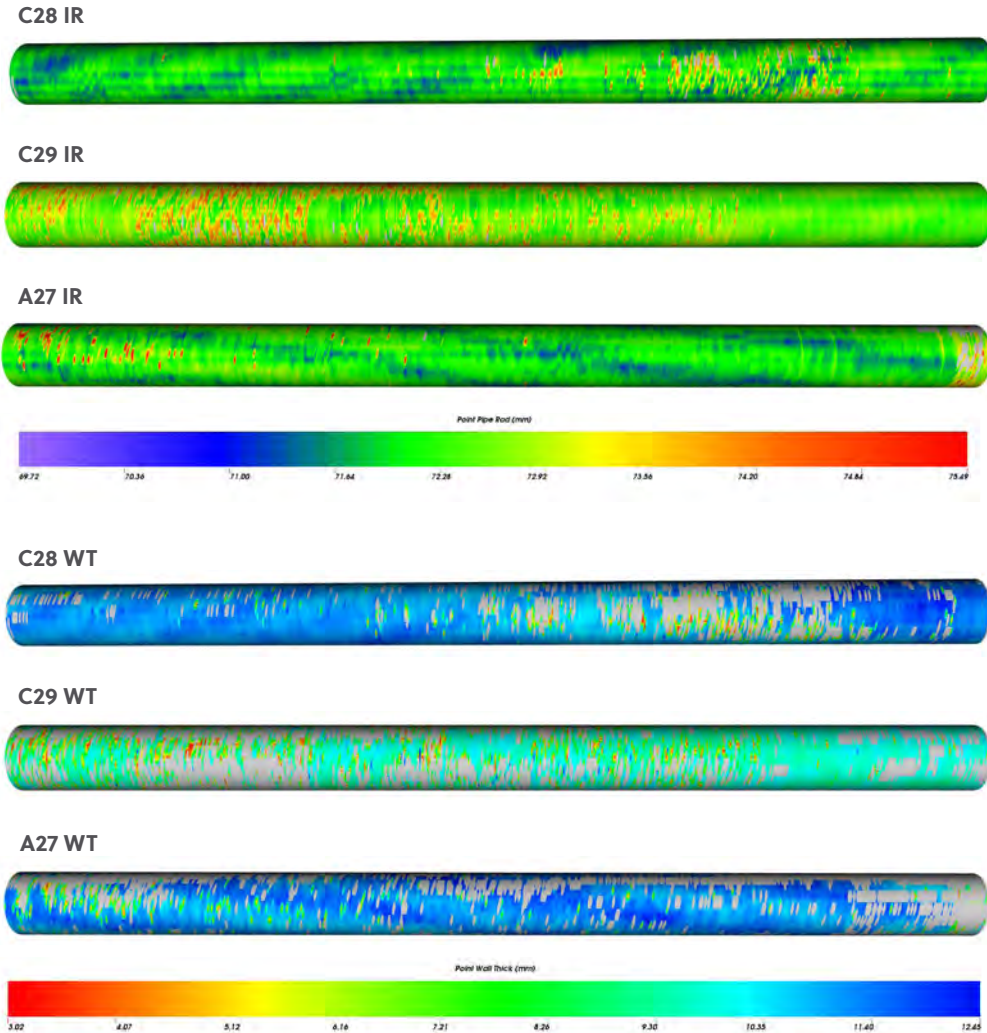 C28 IR
C29 IR
A27 IR
Point Pipe Rad (mm)
69.72 70.36 71.00 71.64 72.28 72.92 73.56 74.20 74.84 75.49
C28 WT
C29 WT
A27 WT
Point Wall Thick (mm)
3.02 4.07 5.12 6.16 7.21 8.26 9.30 10.35 11.40 12.45